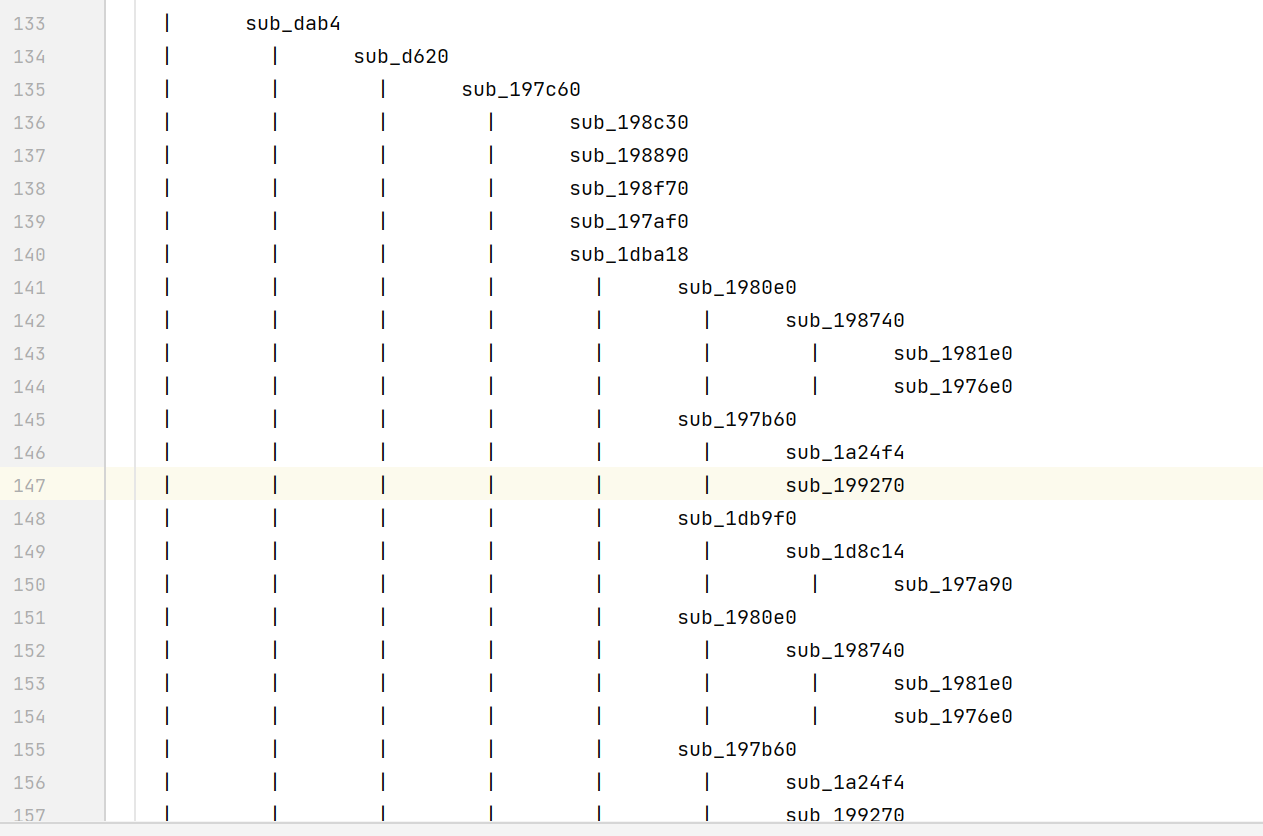 133 | sub_dab4
134 | | sub_d620
135 | | | sub_197c60
136 | | | | sub_198c30
137 | | | | sub_198890
138 | | | | sub_198f70
139 | | | | sub_197af0
140 | | | | sub_1dba18
141 | | | | | sub_1980e0
142 | | | | | | sub_198740
143 | | | | | | | sub_1981e0
144 | | | | | | | sub_1976e0
145 | | | | | sub_197b60
146 | | | | | | sub_1a24f4
147 | | | | | | sub_199270
148 | | | | | sub_1db9f0
149 | | | | | | sub_1d8c14
150 | | | | | | | sub_197a90
151 | | | | | sub_1980e0
152 | | | | | | sub_198740
153 | | | | | | | sub_1981e0
154 | | | | | | | sub_1976e0
155 | | | | | sub_197b60
156 | | | | | | sub_1a24f4
157 | | | | | | sub_199270